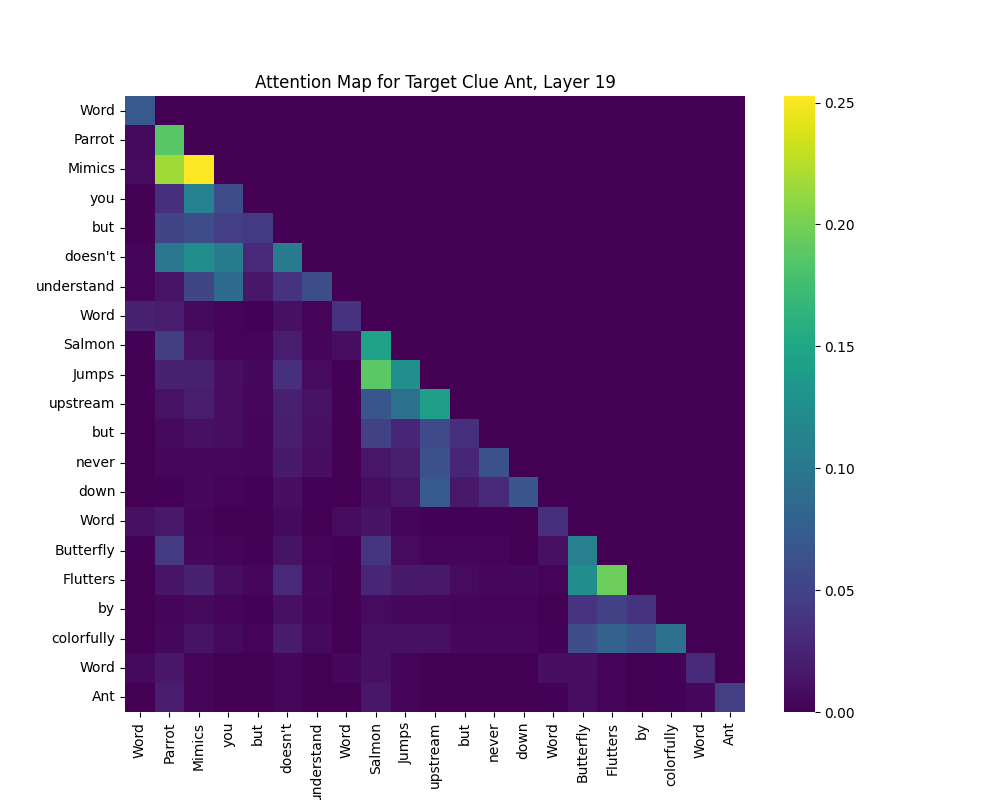 Attention Map for Target Clue Ant, Layer 19
Word
Parrot
Mimics
you
but
doesn't
understand
Word
Salmon
Jumps
upstream
but
never
down
Word
Butterfly
Flutters
by
colorfully
Word
Ant
Word
Parrot
Mimics
you
but
doesn't
understand
Word
Salmon
Jumps
upstream
but
never
down
Word
Butterfly
Flutters
by
colorfully
Word
Ant
0.25
0.20
0.15
0.10
0.05
0.00